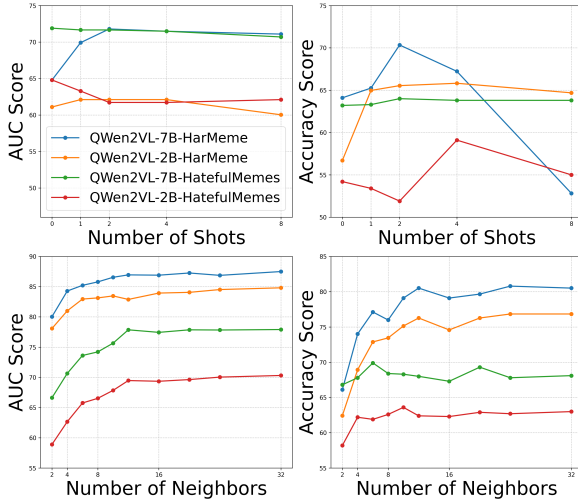 75
70
65
60
55
50
AUC Score
QWen2VL-7B-HarMeme
QWen2VL-2B-HarMeme
QWen2VL-7B-HatefulMemes
QWen2VL-2B-HatefulMemes
0 1 2 4 8
Number of Shots
75
70
65
60
55
50
Accuracy Score
0 1 2 4 8
Number of Shots
90
85
80
75
70
65
60
55
AUC Score
2 4 8 16 32
Number of Neighbors
85
80
75
70
65
60
55
Accuracy Score
2 4 8 16 32
Number of Neighbors